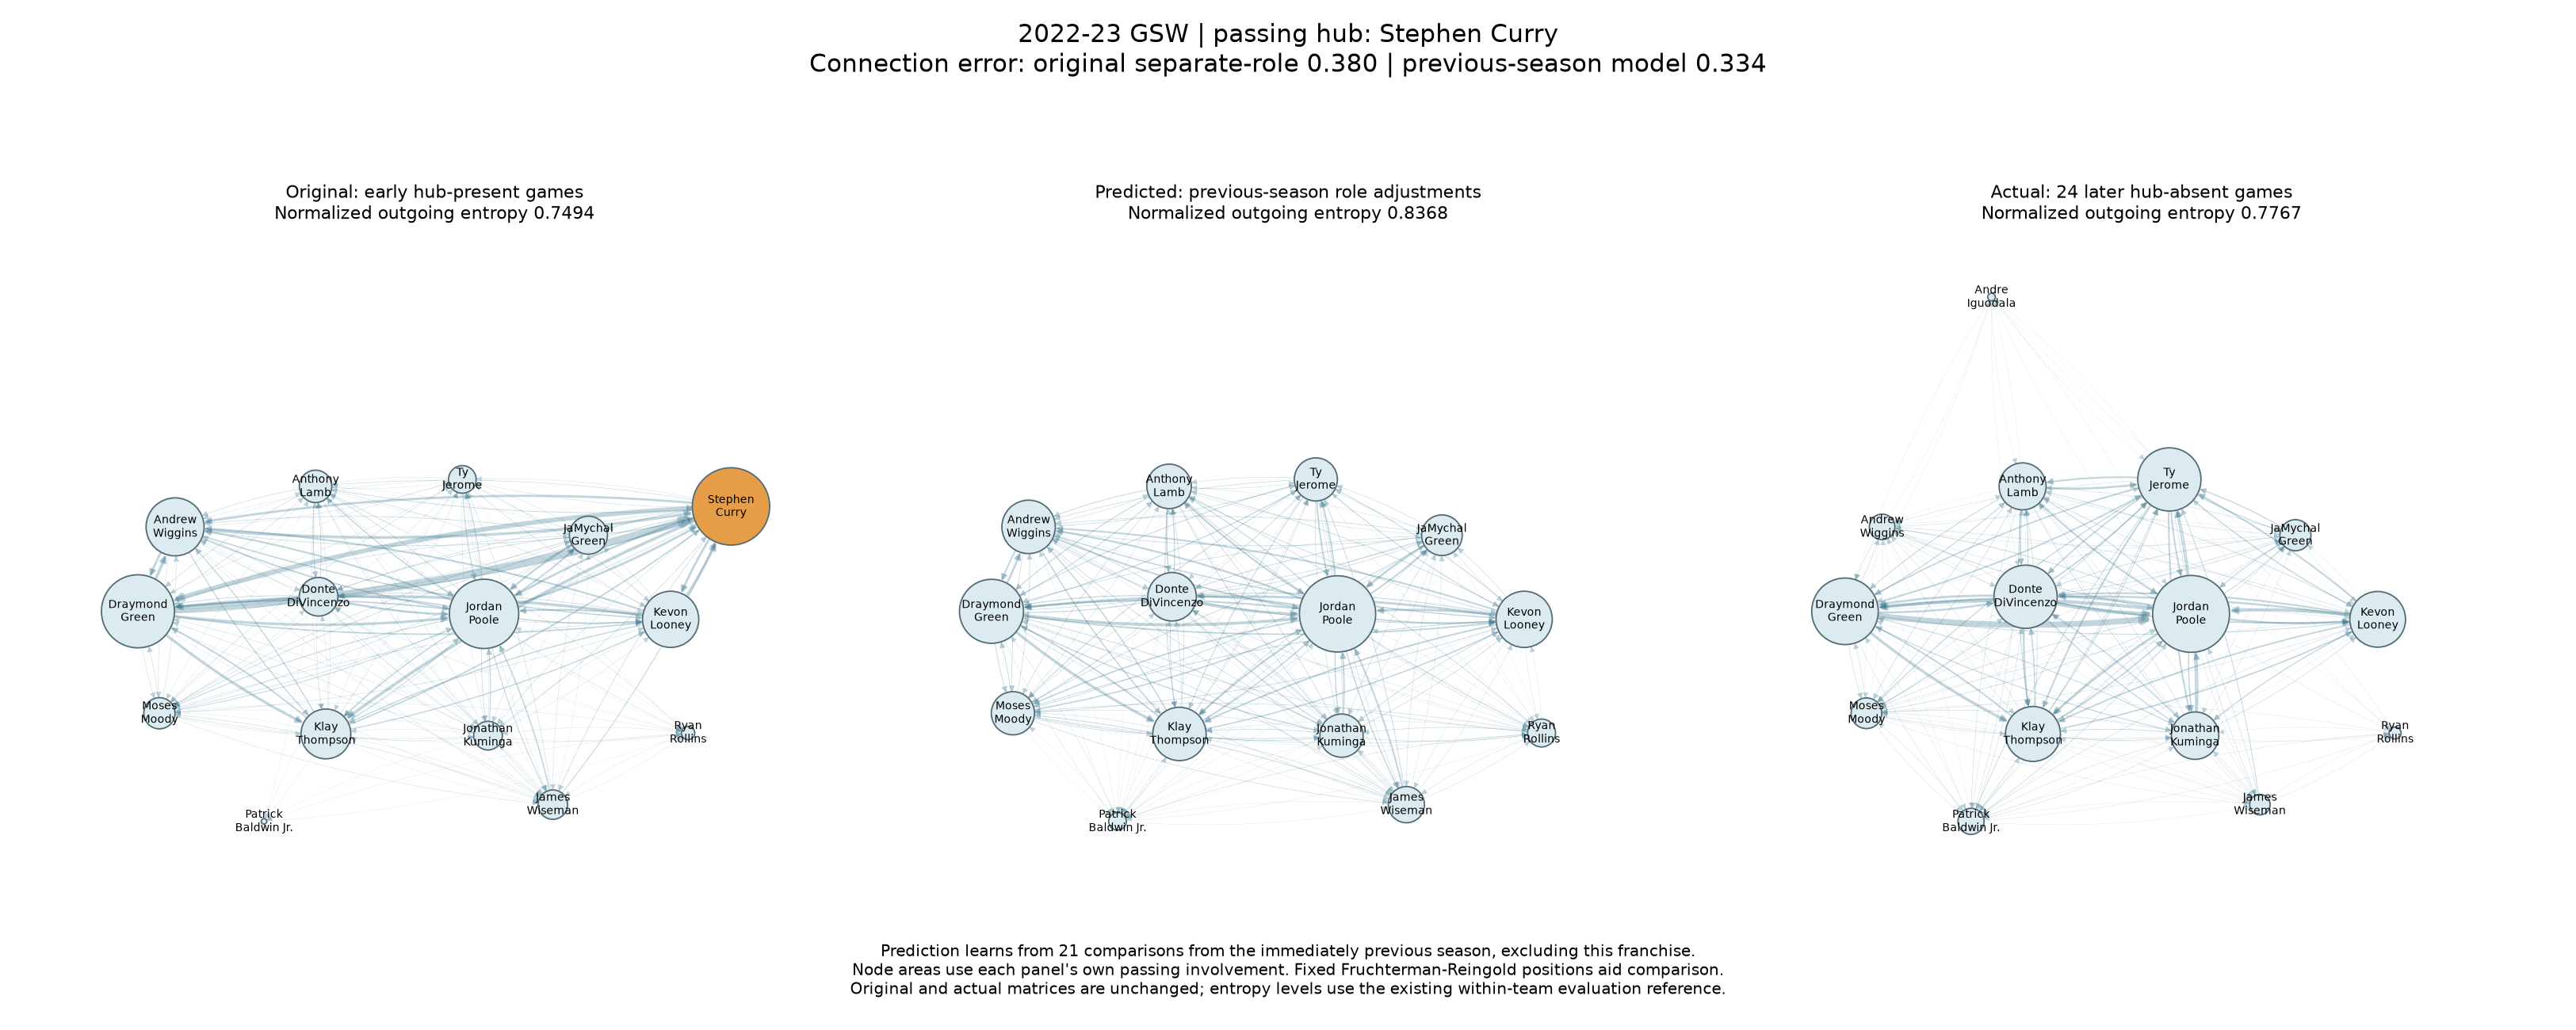 2022-23 GSW | passing hub: Stephen Curry
Connection error: original separate-role 0.380 | previous-season model 0.334
Original: early hub-present games
Normalized outgoing entropy 0.7494
Anthony
Lamb
Ty
Jerome
Stephen
Curry
Andrew
Wiggins
JaMychal
Green
Draymond
Green
Donte
DiVincenzo
Jordan
Poole
Kevon
Looney
Moses
Moody
Klay
Thompson
Jonathan
Kuminga
Ryan
Rollins
Patrick
Baldwin Jr.
James
Wiseman
Predicted: previous-season role adjustments
Normalized outgoing entropy 0.8368
Anthony
Lamb
Ty
Jerome
Andrew
Wiggins
JaMychal
Green
Draymond
Green
Donte
DiVincenzo
Jordan
Poole
Kevon
Looney
Moses
Moody
Klay
Thompson
Jonathan
Kuminga
Ryan
Rollins
Patrick
Baldwin Jr.
James
Wiseman
Actual: 24 later hub-absent games
Normalized outgoing entropy 0.7767
Andre
Iguodala
Anthony
Lamb
Ty
Jerome
Andrew
Wiggins
JaMychal
Green
Draymond
Green
Donte
DiVincenzo
Jordan
Poole
Kevon
Looney
Moses
Moody
Klay
Thompson
Jonathan
Kuminga
Ryan
Rollins
Patrick
Baldwin Jr.
James
Wiseman
Prediction learns from 21 comparisons from the immediately previous season, excluding this franchise.
Node areas use each panel's own passing involvement. Fixed Fruchterman-Reingold positions aid comparison.
Original and actual matrices are unchanged; entropy levels use the existing within-team evaluation reference.